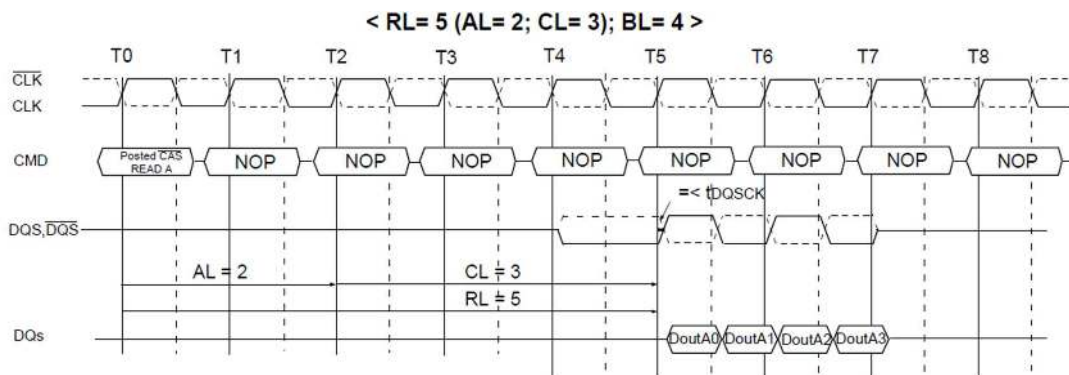 < RL= 5 (AL= 2; CL= 3); BL= 4 >
T0 T1 T2 T3 T4 T5 T6 T7 T8
CLK
CLK
CMD
Posted CAS
READ A
NOP NOP NOP NOP NOP NOP NOP NOP
=< tDQSCK
DQS,DQS
AL = 2
CL = 3
RL = 5
DQs
DoutA0 DoutA1 DoutA2 DoutA3